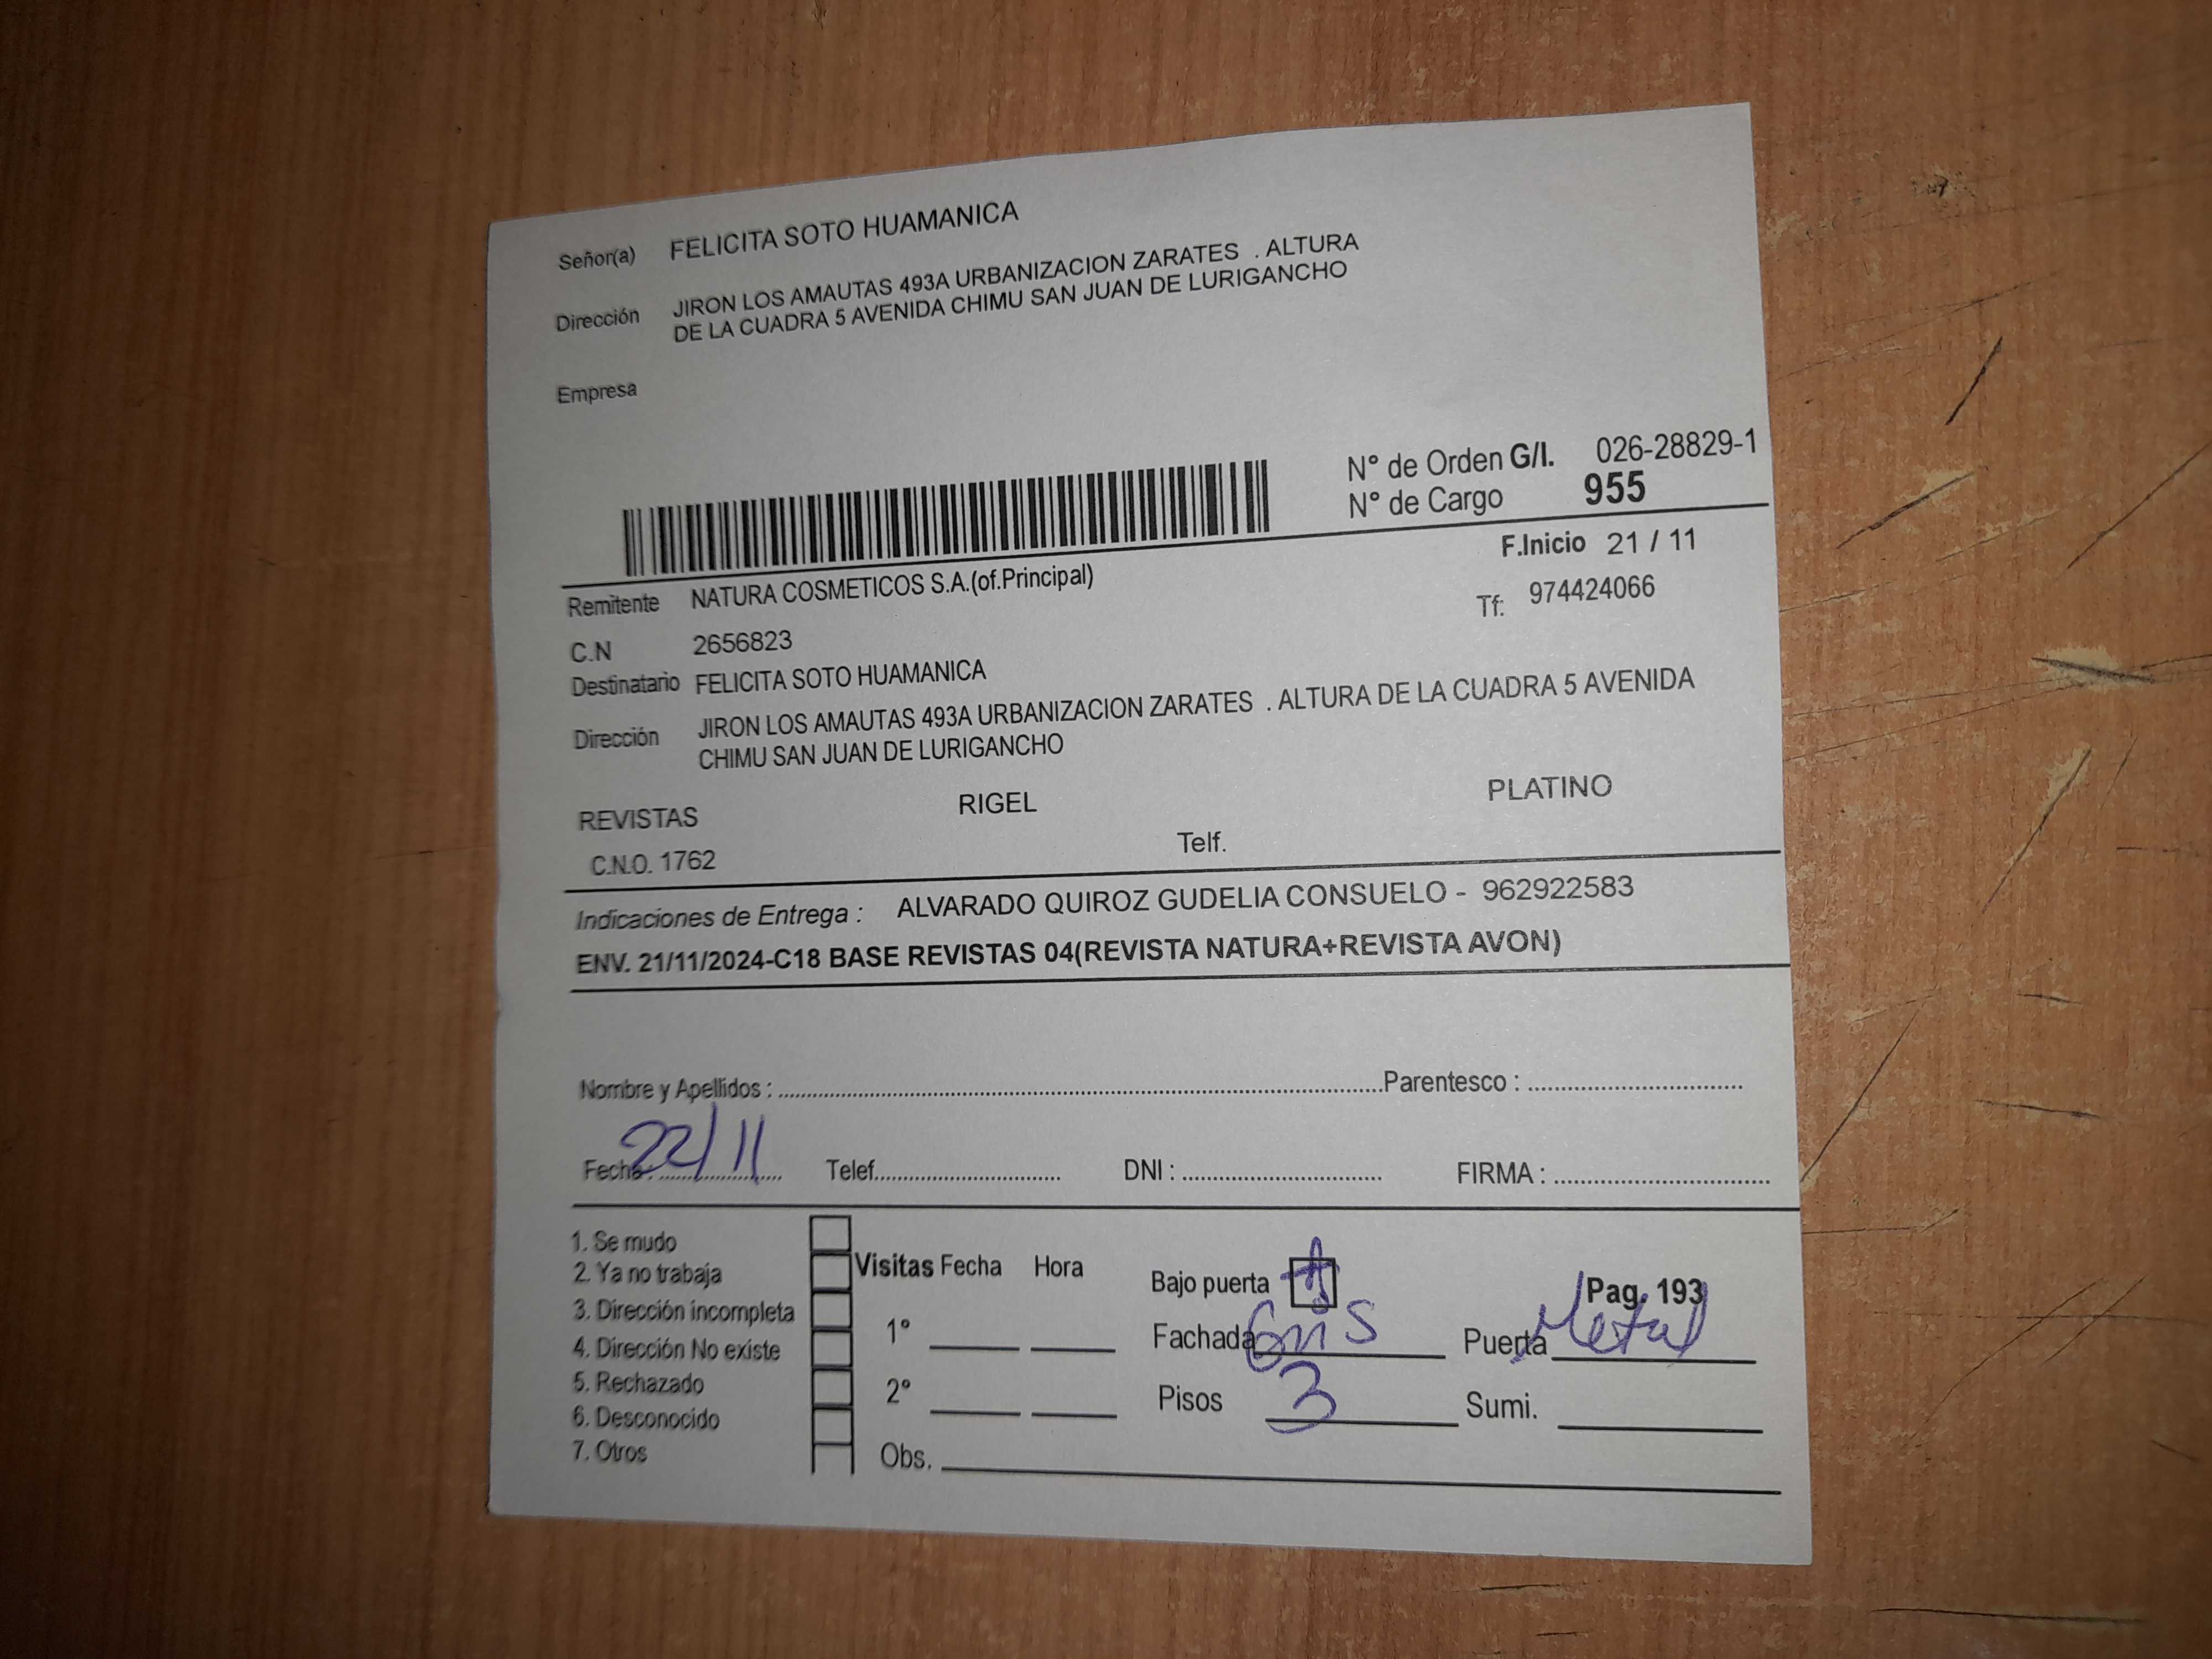 Señor(a) FELICITA SOTO HUAMANICA
Dirección JIRON LOS AMAUTAS 493A URBANIZACION ZARATES . ALTURA
DE LA CUADRA 5 AVENIDA CHIMU SAN JUAN DE LURIGANCHO
Empresa
N° de Orden G/I. 026-28829-1
N° de Cargo 955
F.Inicio 21 / 11
Remitente NATURA COSMETICOS S.A.(of.Principal)
Tf: 974424066
C.N 2656823
Destinatario FELICITA SOTO HUAMANICA
Dirección JIRON LOS AMAUTAS 493A URBANIZACION ZARATES . ALTURA DE LA CUADRA 5 AVENIDA
CHIMU SAN JUAN DE LURIGANCHO
REVISTAS RIGEL PLATINO
C.N.O. 1762 Telf.
Indicaciones de Entrega : ALVARADO QUIROZ GUDELIA CONSUELO - 962922583
ENV. 21/11/2024-C18 BASE REVISTAS 04(REVISTA NATURA+REVISTA AVON)
Nombre y Apellidos : Parentesco :
Fecha : 22/11 Telef. DNI : FIRMA :
1. Se mudo
2. Ya no trabaja
3. Dirección incompleta
4. Dirección No existe
5. Rechazado
6. Desconocido
7. Otros
Visitas Fecha Hora
1°
2°
Obs.
Bajo puerta
Pag. 193
Fachada Gris Puerta Metal
Pisos 3 Sumi.